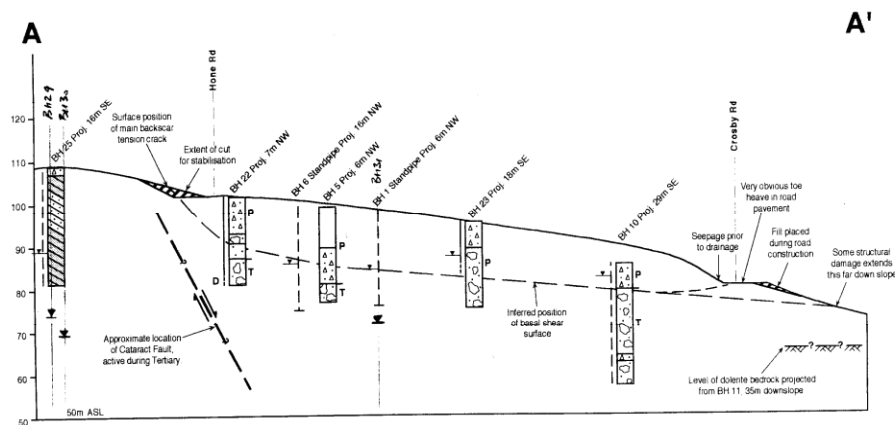 A
A'
Hone Rd
Crosby Rd
BH29
BH30
BH 25 Proj. 16m SE
Surface position
of main backscar
tension crack
Extent of cut
for stabilisation
BH 22 Proj. 7m NW
BH 6 Standpipe Proj. 16m NW
BH 5 Proj. 6m NW
BH31
BH 1 Standpipe Proj. 6m NW
BH 23 Proj. 18m SE
BH 10 Proj. 29m SE
Very obvious toe
heave in road
pavement
Seepage prior
to drainage
Fill placed
during road
construction
Some structural
damage extends
this far down slope
120
110
100
90
80
70
60
50
P
T
D
P
T
P
P
T
?
?
Approximate location
of Cataract Fault,
active during Tertiary
Inferred position
of basal shear
surface
? ?
Level of dolerite bedrock projected
from BH 11, 35m downslope
50m ASL